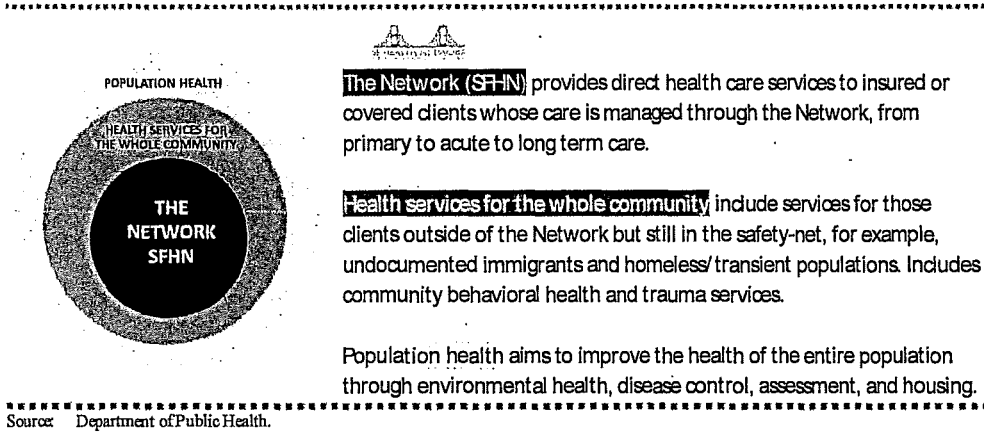 POPULATION HEALTH
HEALTH SERVICES FOR
THE WHOLE COMMUNITY
THE
NETWORK
SFHN
The Network (SFHN) provides direct health care services to insured or
covered clients whose care is managed through the Network, from
primary to acute to long term care.
Health services for the whole community include services for those
clients outside of the Network but still in the safety-net, for example,
undocumented immigrants and homeless/transient populations. Includes
community behavioral health and trauma services.
Population health aims to improve the health of the entire population
through environmental health, disease control, assessment, and housing.
Source: Department of Public Health.